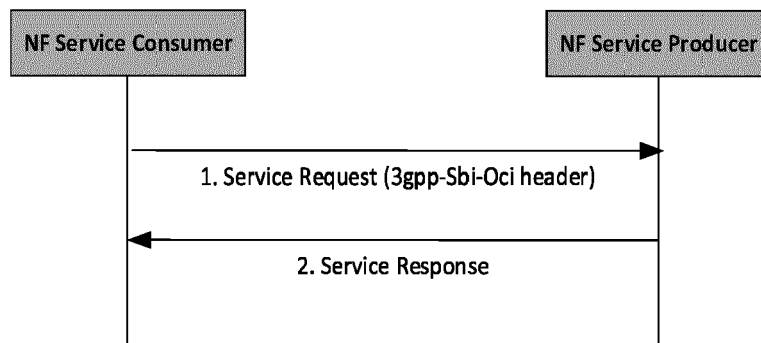 NF Service Consumer
NF Service Producer
1. Service Request (3gpp-Sbi-Oci header)
2. Service Response